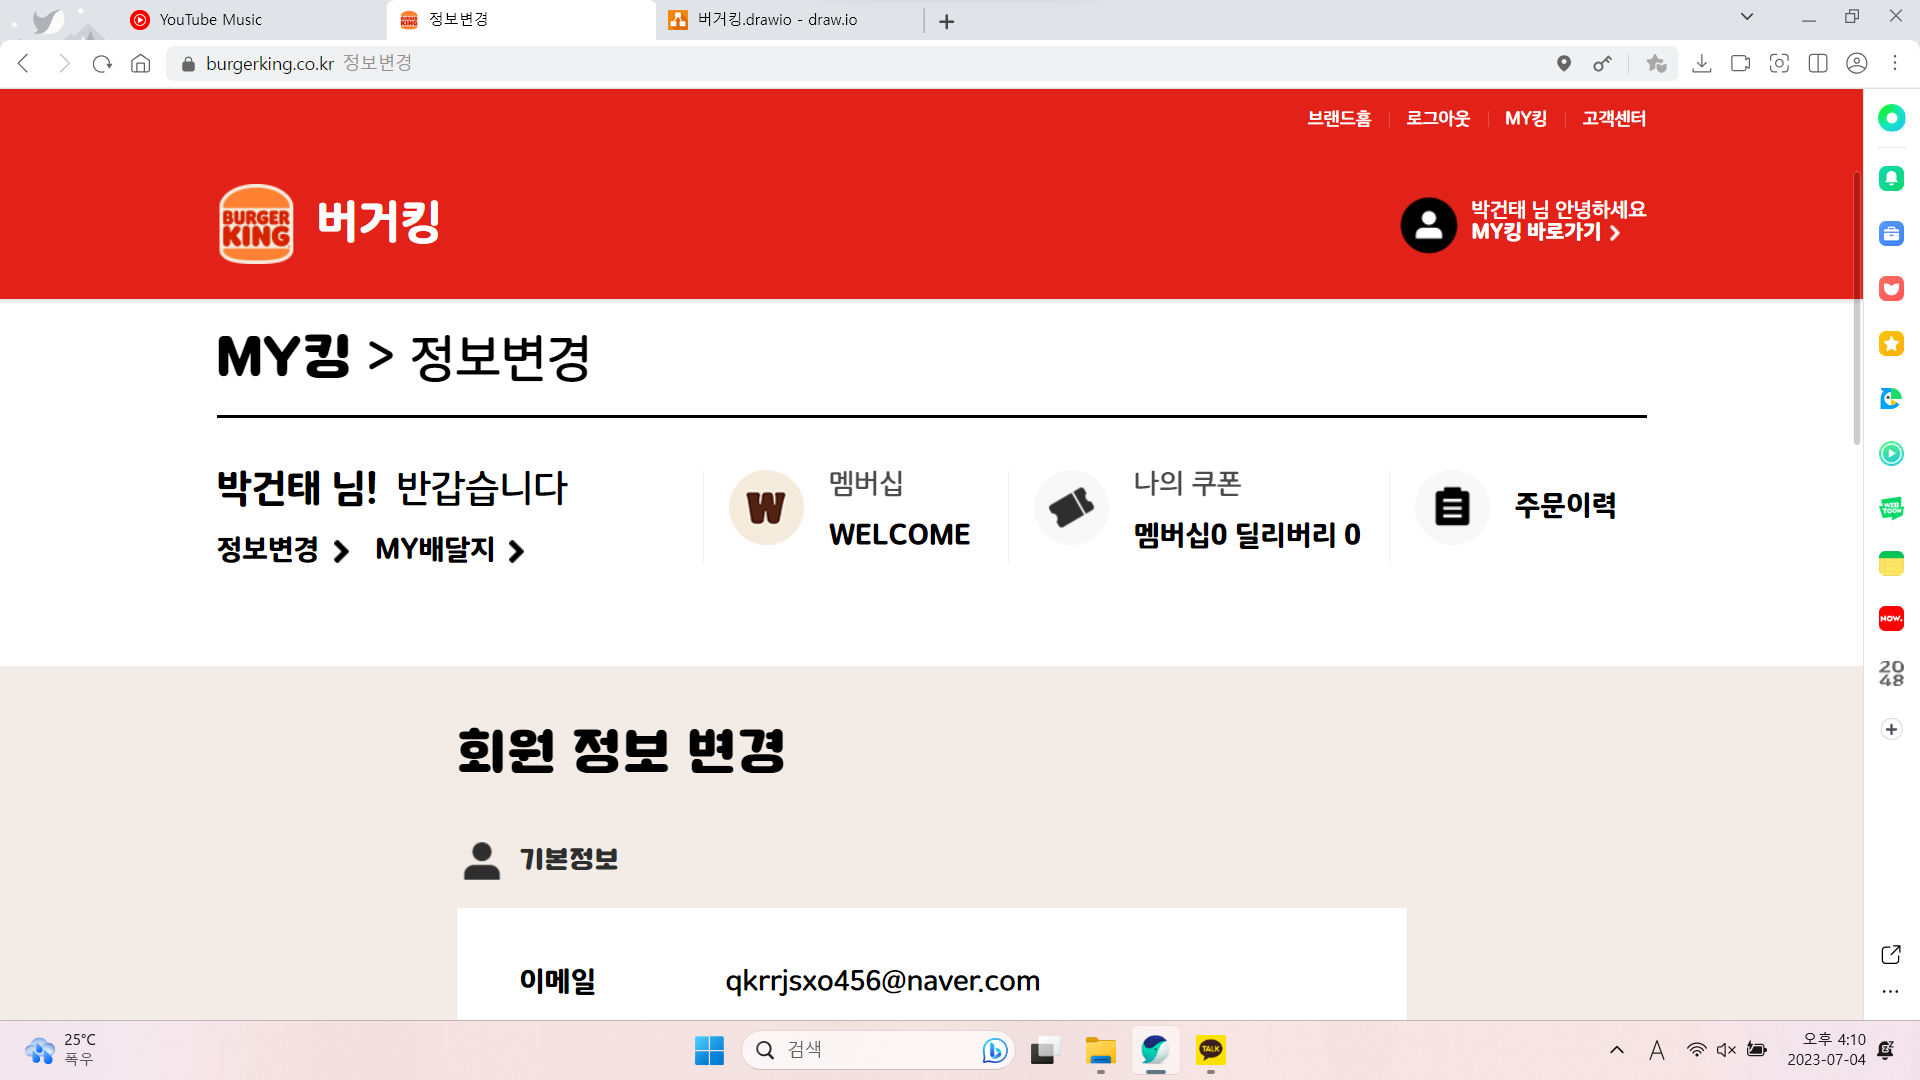 YouTube Music
정보변경
버거킹.drawio - draw.io
burgerking.co.kr 정보변경
브랜드홈
로그아웃
MY킹
고객센터
BURGER KING
버거킹
박건태 님 안녕하세요
MY킹 바로가기
MY킹 > 정보변경
박건태 님! 반갑습니다
정보변경
MY배달지
W
멤버십
WELCOME
나의 쿠폰
멤버십0 딜리버리 0
주문이력
회원 정보 변경
기본정보
이메일
qkrrjsxo456@naver.com
WEB TOON
NOW.
20
48
25°C
폭우
검색
TALK
A
오후 4:10
2023-07-04